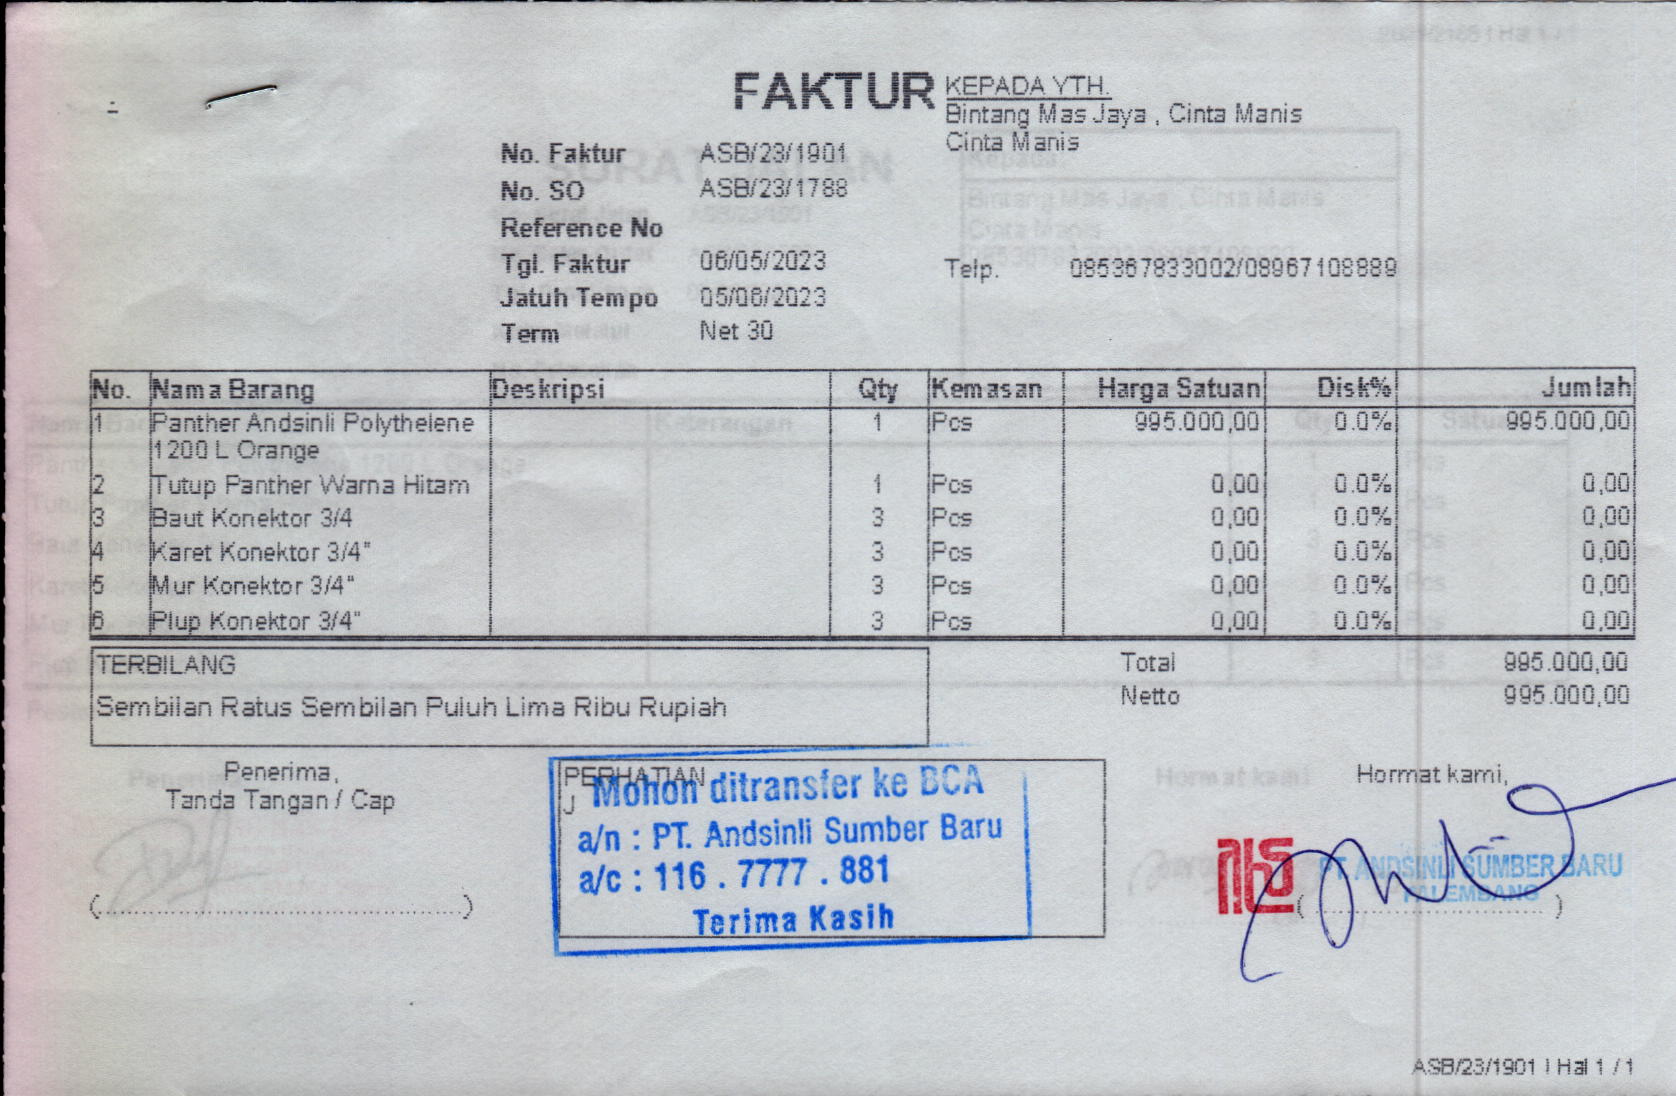 FAKTUR
KEPADA YTH.
Bintang Mas Jaya , Cinta Manis
Cinta Manis
No. Faktur ASB/23/1901
No. SO ASB/23/1788
Reference No
Tgl. Faktur 06/05/2023
Telp. 085367833002/08967108889
Jatuh Tempo 05/06/2023
Term Net 30
No. Nama Barang Deskripsi Qty Kemasan Harga Satuan Disk% Jumlah
1 Panther Andsinli Polythelene 1 Pcs 995.000,00 0.0% 995.000,00
1200 L Orange
2 Tutup Panther Warna Hitam 1 Pcs 0,00 0.0% 0,00
3 Baut Konektor 3/4 3 Pcs 0,00 0.0% 0,00
4 Karet Konektor 3/4" 3 Pcs 0,00 0.0% 0,00
5 Mur Konektor 3/4" 3 Pcs 0,00 0.0% 0,00
6 Plup Konektor 3/4" 3 Pcs 0,00 0.0% 0,00
TERBILANG
Sembilan Ratus Sembilan Puluh Lima Ribu Rupiah
Total 995.000,00
Netto 995.000,00
Penerima,
Tanda Tangan / Cap
PERHATIAN
J
Mohon ditransfer ke BCA
a/n : PT. Andsinli Sumber Baru
a/c : 116 . 7777 . 881
Terima Kasih
Hormat kami,
PT. ANDSINLI SUMBER BARU
PALEMBANG
ASB/23/1901 | Hal 1 / 1